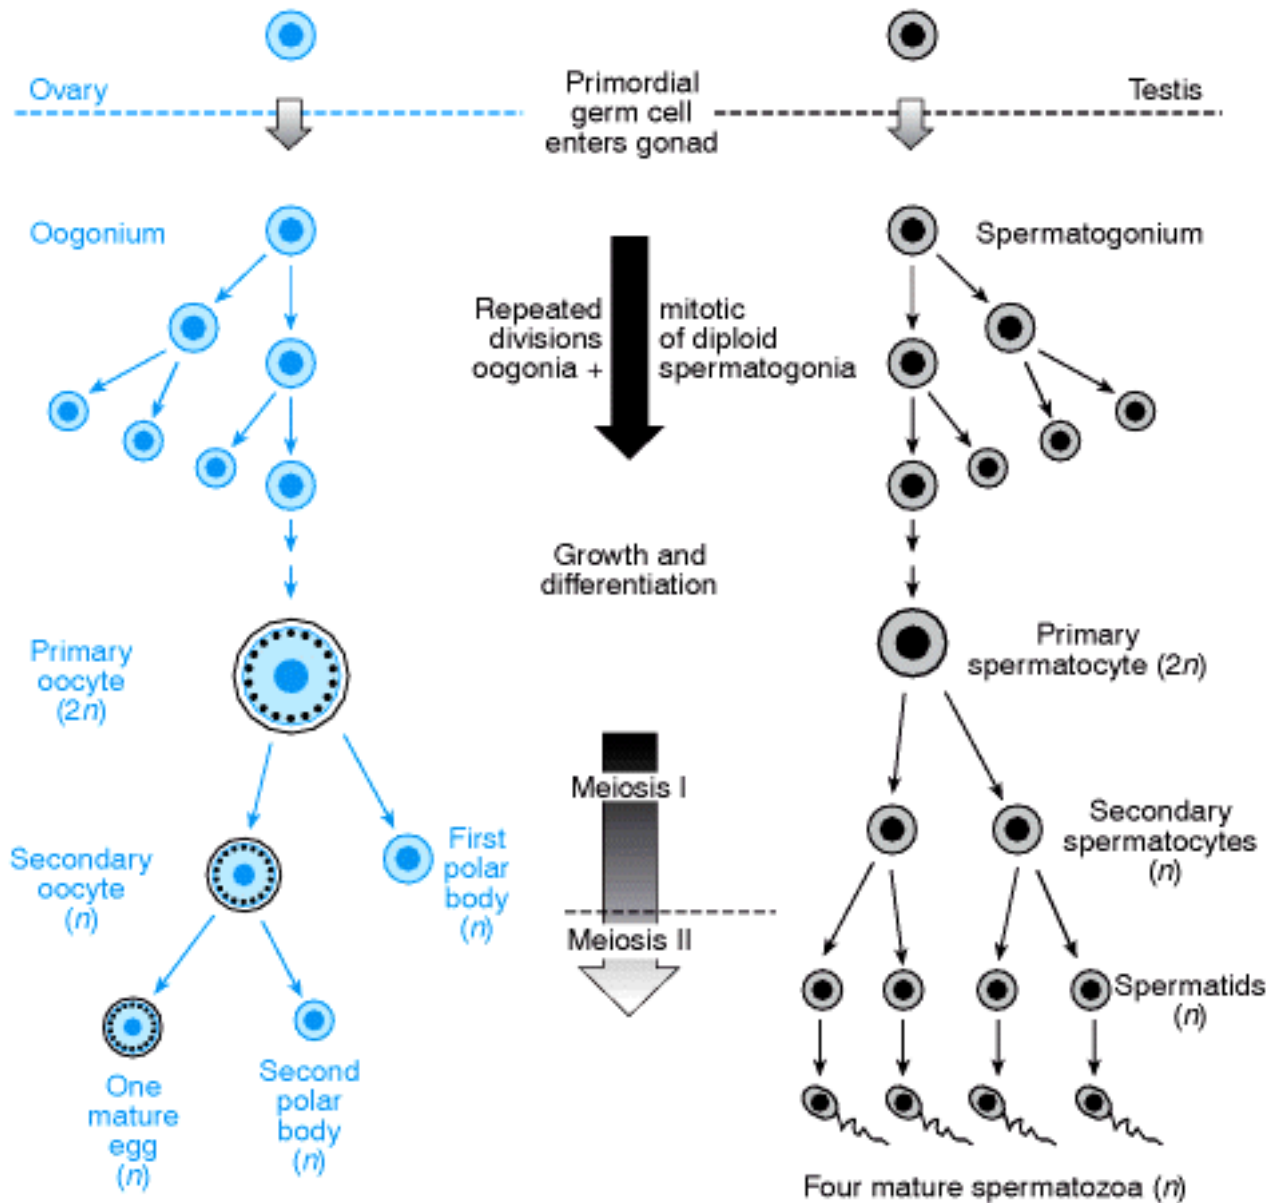 Ovary
Primordial
germ cell
enters gonad
Testis
Oogonium
Spermatogonium
Repeated mitotic
divisions of diploid
oogonia + spermatogonia
Growth and
differentiation
Primary
oocyte
(2n)
Primary
spermatocyte (2n)
Meiosis I
Secondary
oocyte
(n)
First
polar
body
(n)
Secondary
spermatocytes
(n)
Meiosis II
Spermatids
(n)
One
mature
egg
(n)
Second
polar
body
(n)
Four mature spermatozoa (n)